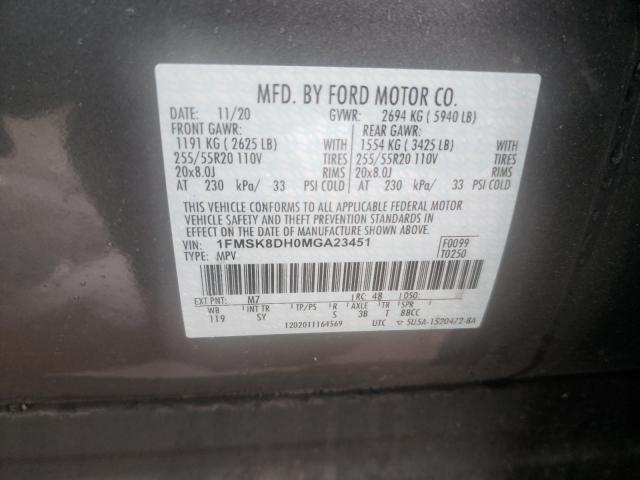 MFD. BY FORD MOTOR CO.
DATE: 11/20 GVWR: 2694 KG ( 5940 LB)
FRONT GAWR: REAR GAWR:
1191 KG ( 2625 LB) WITH 1554 KG ( 3425 LB) WITH
255/55R20 110V TIRES 255/55R20 110V TIRES
20x8.0J RIMS 20x8.0J RIMS
AT 230 kPa/ 33 PSI COLD AT 230 kPa/ 33 PSI COLD
THIS VEHICLE CONFORMS TO ALL APPLICABLE FEDERAL MOTOR
VEHICLE SAFETY AND THEFT PREVENTION STANDARDS IN EFFECT ON
THE DATE OF MANUFACTURE SHOWN ABOVE.
VIN: 1FMSK8DH0MGA23451 F0099
TYPE: MPV T0250
EXT PNT: M7 RC: 48 DSO:
WB INT TR TP/PS R AXLE TR SPR
119 SY S 3B T BBCC
1202011164569 UTC 5U5A-1520472-BA